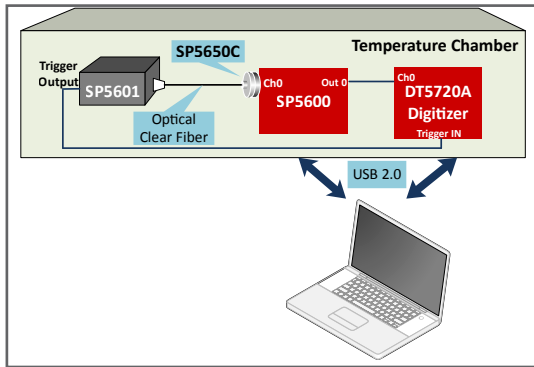 Temperature Chamber
SP5650C
Trigger
Output
SP5601
Ch0
Out 0
SP5600
Ch0
DT5720A
Digitizer
Trigger IN
Optical
Clear Fiber
USB 2.0